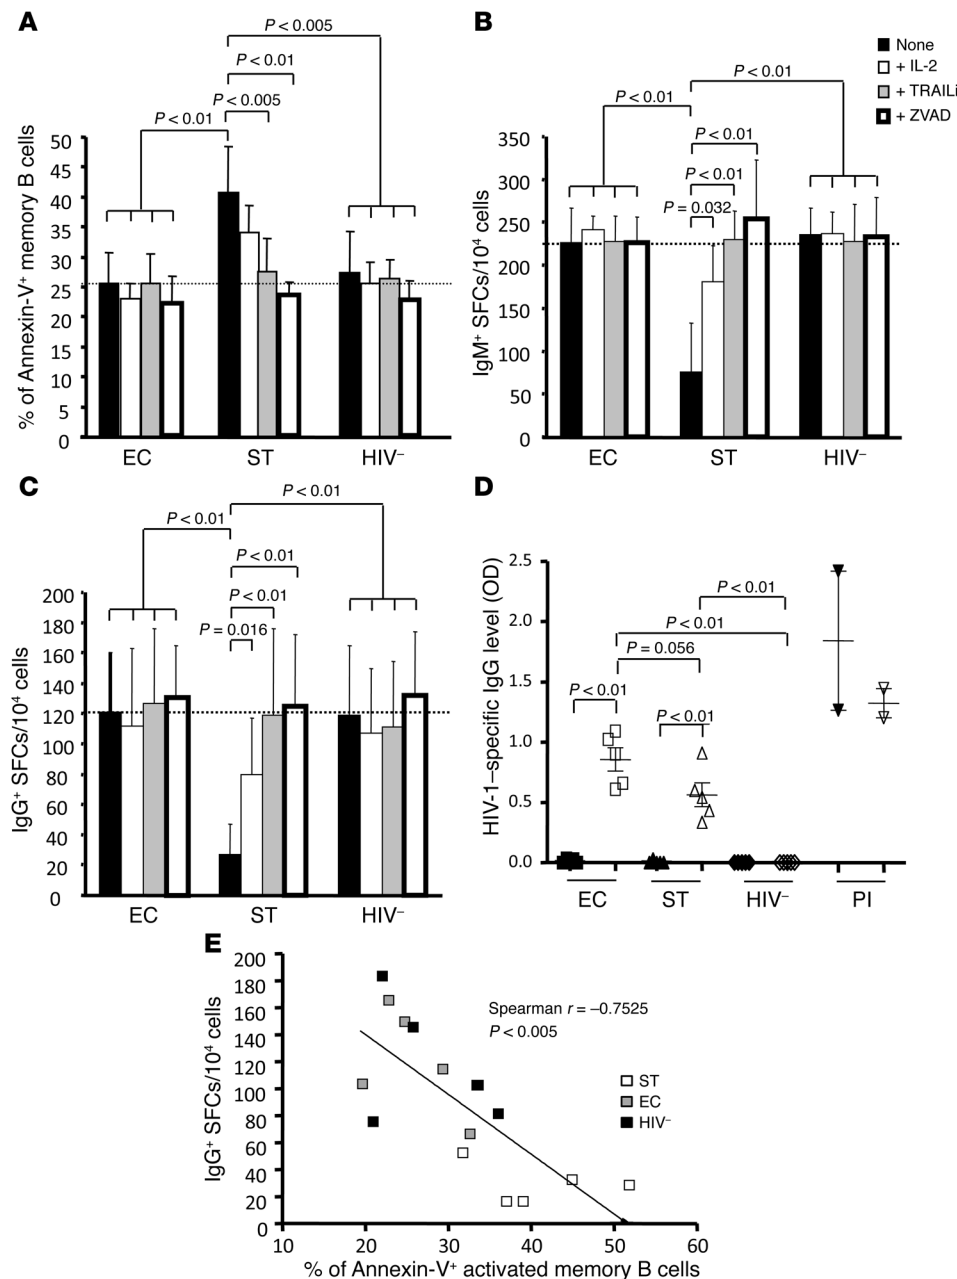 A
P < 0.005
P < 0.01
P < 0.005
P < 0.01
% of Annexin-V⁺ memory B cells
50
45
40
35
30
25
20
15
10
5
0
EC
ST
HIV⁻
B
None
+ IL-2
+ TRAILi
+ ZVAD
P < 0.01
P < 0.01
P < 0.01
P < 0.01
P = 0.032
IgM⁺ SFCs/10⁴ cells
350
300
250
200
150
100
50
0
EC
ST
HIV⁻
C
P < 0.01
P < 0.01
P < 0.01
P < 0.01
P = 0.016
IgG⁺ SFCs/10⁴ cells
200
180
160
140
120
100
80
60
40
20
0
EC
ST
HIV⁻
D
HIV-1–specific IgG level (OD)
2.5
2.0
1.5
1.0
0.5
0.0
P < 0.01
P < 0.01
P = 0.056
P < 0.01
P < 0.01
EC
ST
HIV⁻
PI
E
IgG⁺ SFCs/10⁴ cells
200
180
160
140
120
100
80
60
40
20
0
Spearman r = –0.7525
P < 0.005
ST
EC
HIV⁻
10
20
30
40
50
60
% of Annexin-V⁺ activated memory B cells